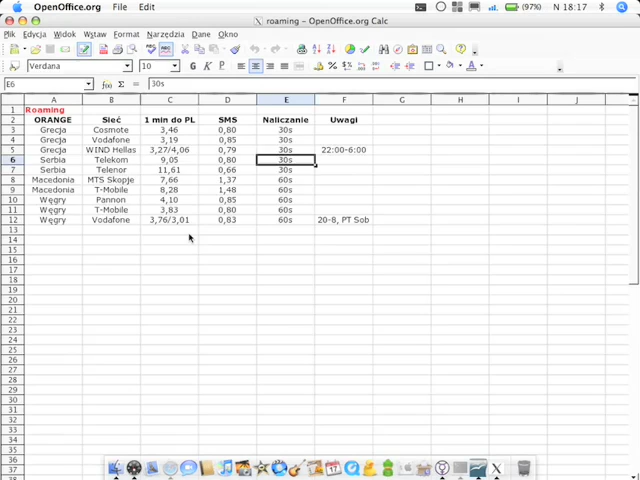 OpenOffice.org File Edit (97%) N 18:17
roaming – OpenOffice.org Calc
Plik Edycja Widok Wstaw Format Narzędzia Dane Okno
Verdana 10 G K P
E6 30s
A B C D E F G H I J
1 Roaming
2 ORANGE Sieć 1 min do PL SMS Naliczanie Uwagi
3 Grecja Cosmote 3,46 0,80 30s
4 Grecja Vodafone 3,19 0,85 30s
5 Grecja WIND Hellas 3,27/4,06 0,79 30s 22:00-6:00
6 Serbia Telekom 9,05 0,80 30s
7 Serbia Telenor 11,61 0,66 30s
8 Macedonia MTS Skopje 7,66 1,37 60s
9 Macedonia T-Mobile 8,28 1,48 60s
10 Węgry Pannon 4,10 0,85 60s
11 Węgry T-Mobile 3,83 0,80 60s
12 Węgry Vodafone 3,76/3,01 0,83 60s 20-8, PT Sob
13
14
15
16
17
18
19
20
21
22
23
24
25
26
27
28
29
30
31
32
33
34
35
36
37
38